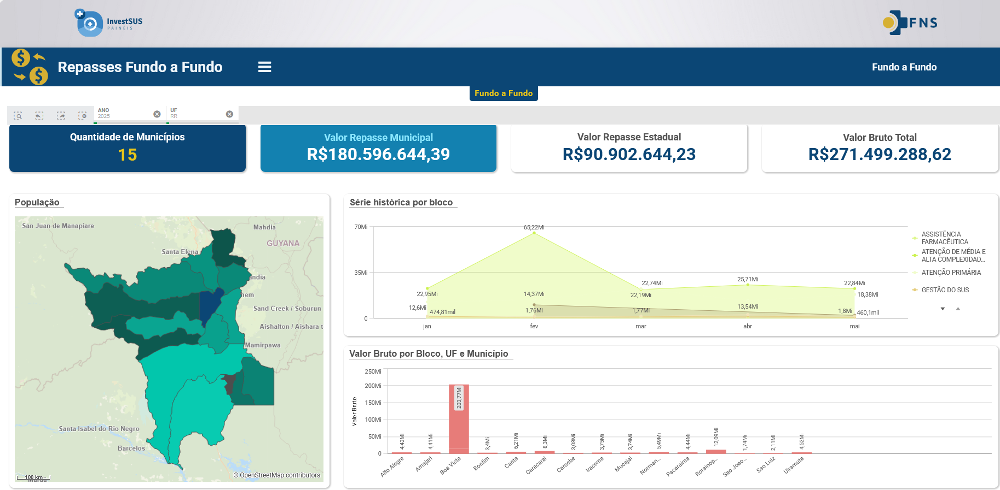 InvestSUS
PAINÉIS
FNS
Repasses Fundo a Fundo
Fundo a Fundo
Fundo a Fundo
ANO
2025
UF
RR
Quantidade de Municípios
15
Valor Repasse Municipal
R$180.596.644,39
Valor Repasse Estadual
R$90.902.644,23
Valor Bruto Total
R$271.499.288,62
População
San Juan de Manapiare
Mahdia
GUYANA
Santa Elena
andia
hem
Sand Creek / Soburun
Aishalton / Aishara t
Mamirpawa
Santa Isabel do Rio Negro
Barcelos
100 km
© OpenStreetMap contributors
Série histórica por bloco
70Mi
35Mi
0
65,22Mi
22,95Mi
12,6Mi
474,81mil
14,37Mi
1,76Mi
22,74Mi
22,19Mi
1,77Mi
25,71Mi
13,54Mi
22,84Mi
18,38Mi
1,8Mi
460,1mil
jan
fev
mar
abr
mai
ASSISTÊNCIA
FARMACÊUTICA
ATENÇÃO DE MÉDIA E
ALTA COMPLEXIDAD...
ATENÇÃO PRIMÁRIA
GESTÃO DO SUS
Valor Bruto por Bloco, UF e Município
Valor Bruto
250Mi
200Mi
150Mi
100Mi
50Mi
0
4,43Mi
4,41Mi
203,77Mi
3,4Mi
6,21Mi
8,3Mi
3,08Mi
3,75Mi
3,74Mi
5,49Mi
4,44Mi
12,09Mi
1,74Mi
2,11Mi
4,52Mi
Alto Alegre
Amajari
Boa Vista
Bonfim
Canta
Caracarai
Caroebe
Iracema
Mucajai
Norman...
Pacaraima
Rorainop...
Sao Joao...
Sao Luiz
Uiramuta